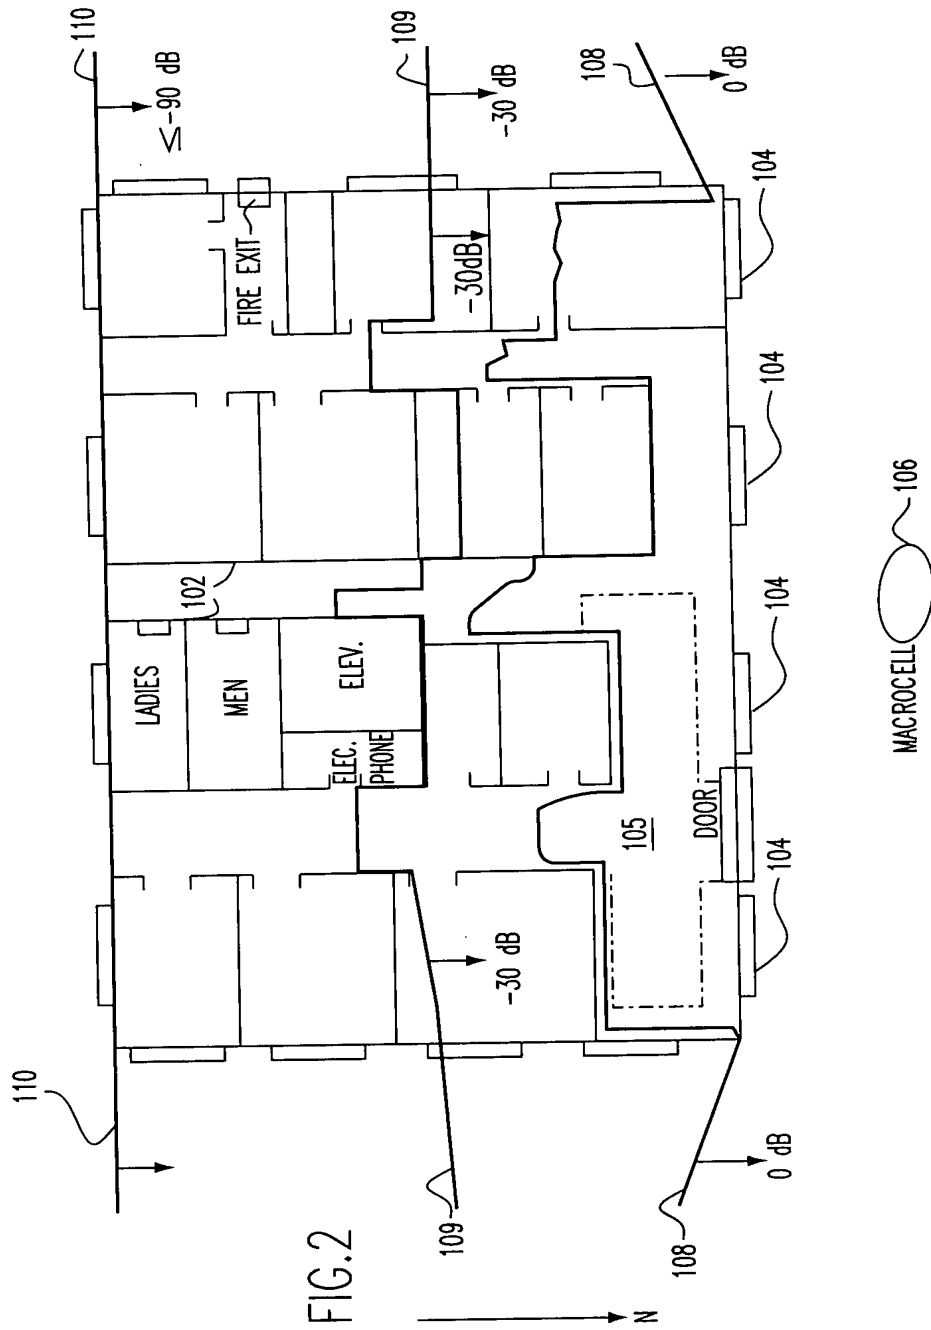 FIG.2
N
110
110
≤-90 dB
109
109
-30 dB
108
108
0 dB
0 dB
LADIES
102
MEN
ELEC.
PHONE
ELEV.
FIRE EXIT
-30 dB
-30dB
105
DOOR
104
104
104
104
MACROCELL
106